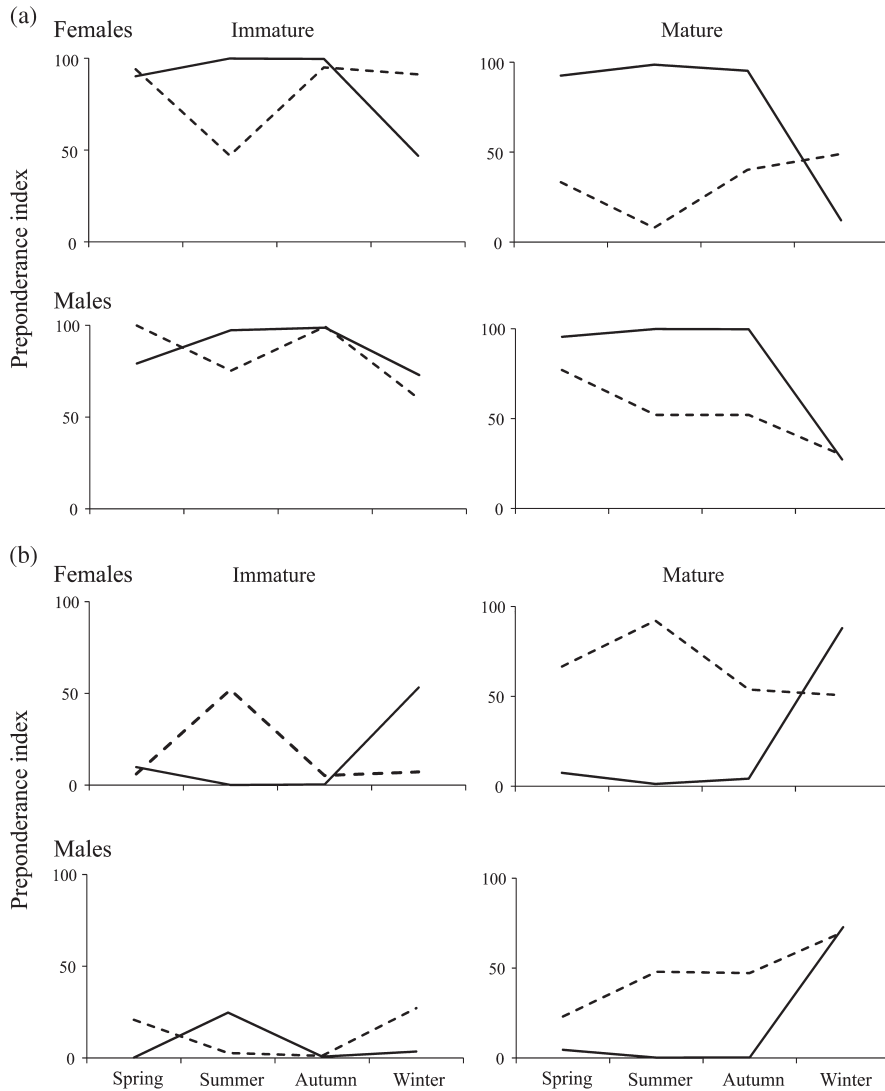 (a)
Females Immature Mature
100 100
50 50
0 0
Males
100 100
50 50
0 0
Preponderance index
(b)
Females Immature Mature
100 100
50 50
0 0
Males
100 100
50 50
0 0
Preponderance index
Spring Summer Autumn Winter Spring Summer Autumn Winter